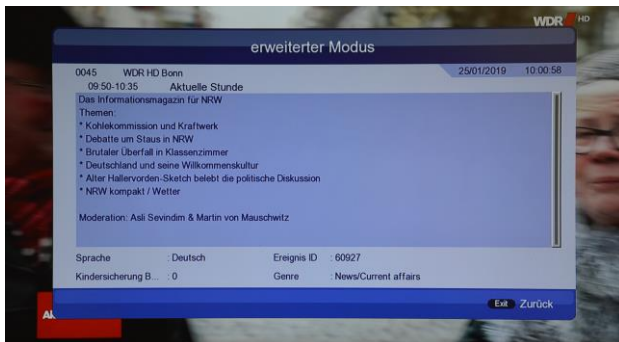 WDR HD
erweiterter Modus
0045 WDR HD Bonn 25/01/2019 10:00:58
09:50-10:35 Aktuelle Stunde
Das Informationsmagazin für NRW
Themen:
* Kohlekommission und Kraftwerk
* Debatte um Staus in NRW
* Brutaler Überfall in Klassenzimmer
* Deutschland und seine Willkommenskultur
* Alter Hallervorden-Sketch belebt die politische Diskussion
* NRW kompakt / Wetter
Moderation: Asli Sevindim & Martin von Mauschwitz
Sprache : Deutsch Ereignis ID : 60927
Kindersicherung B... : 0 Genre : News/Current affairs
Exit Zurück